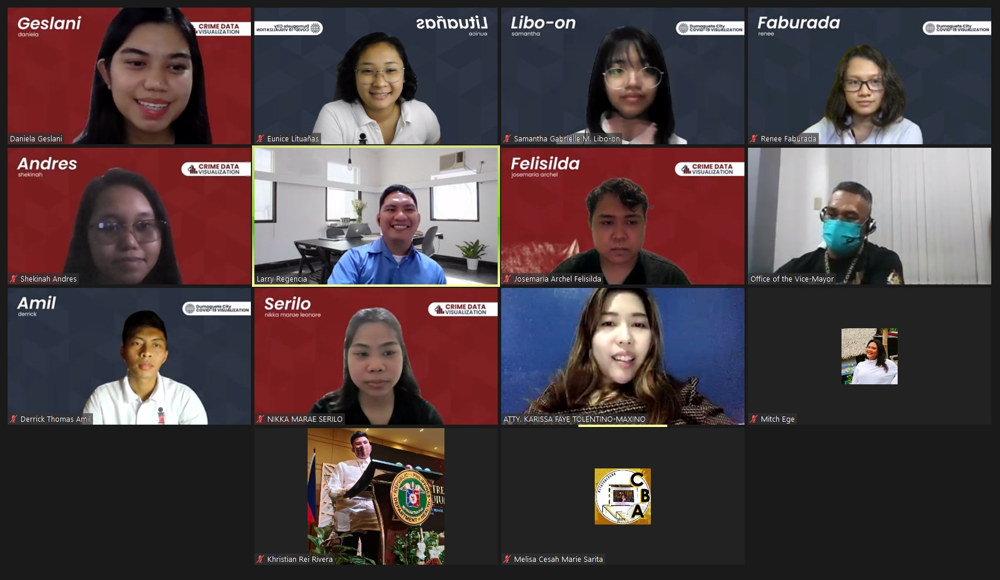 Geslani
daniela
CRIME DATA
VISUALIZATION
Daniela Geslani
Dumaguete City
COVID-19 VISUALIZATION
Lituañas
eunice
Eunice Lituañas
Libo-on
samantha
Dumaguete City
COVID-19 VISUALIZATION
Samantha Gabrielle M. Libo-on
Faburada
renee
Dumaguete City
COVID-19 VISUALIZATION
Renee Faburada
Andres
shekinah
CRIME DATA
VISUALIZATION
Shekinah Andres
Larry Regencia
Felisilda
josemaria archel
CRIME DATA
VISUALIZATION
Josemaria Archel Felisilda
Office of the Vice-Mayor
Amil
derrick
Dumaguete City
COVID-19 VISUALIZATION
Derrick Thomas Amil
Serilo
nikka marae leonore
CRIME DATA
VISUALIZATION
NIKKA MARAE SERILO
ATTY. KARISSA FAYE TOLENTINO-MAXINO
Mitch Ege
REPUBLIC OF THE PHILIPPINES
DEPARTMENT OF HEALTH
Khristian Rei Rivera
C
B
A
Melisa Cesah Marie Sarita